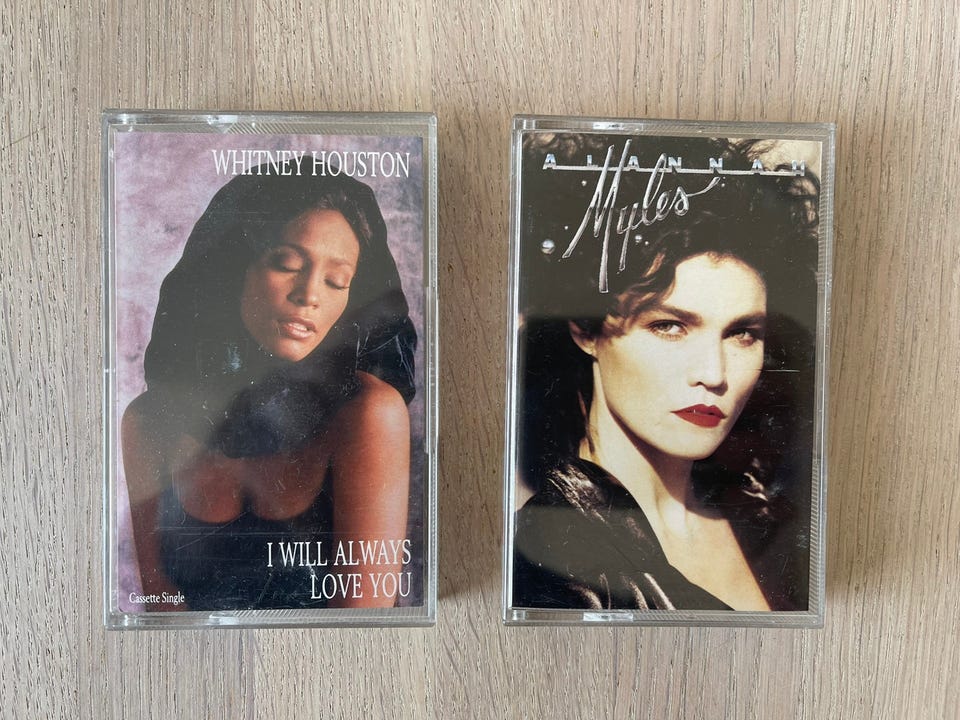 WHITNEY HOUSTON
I WILL ALWAYS
LOVE YOU
Cassette Single
ALANNAH
Myles